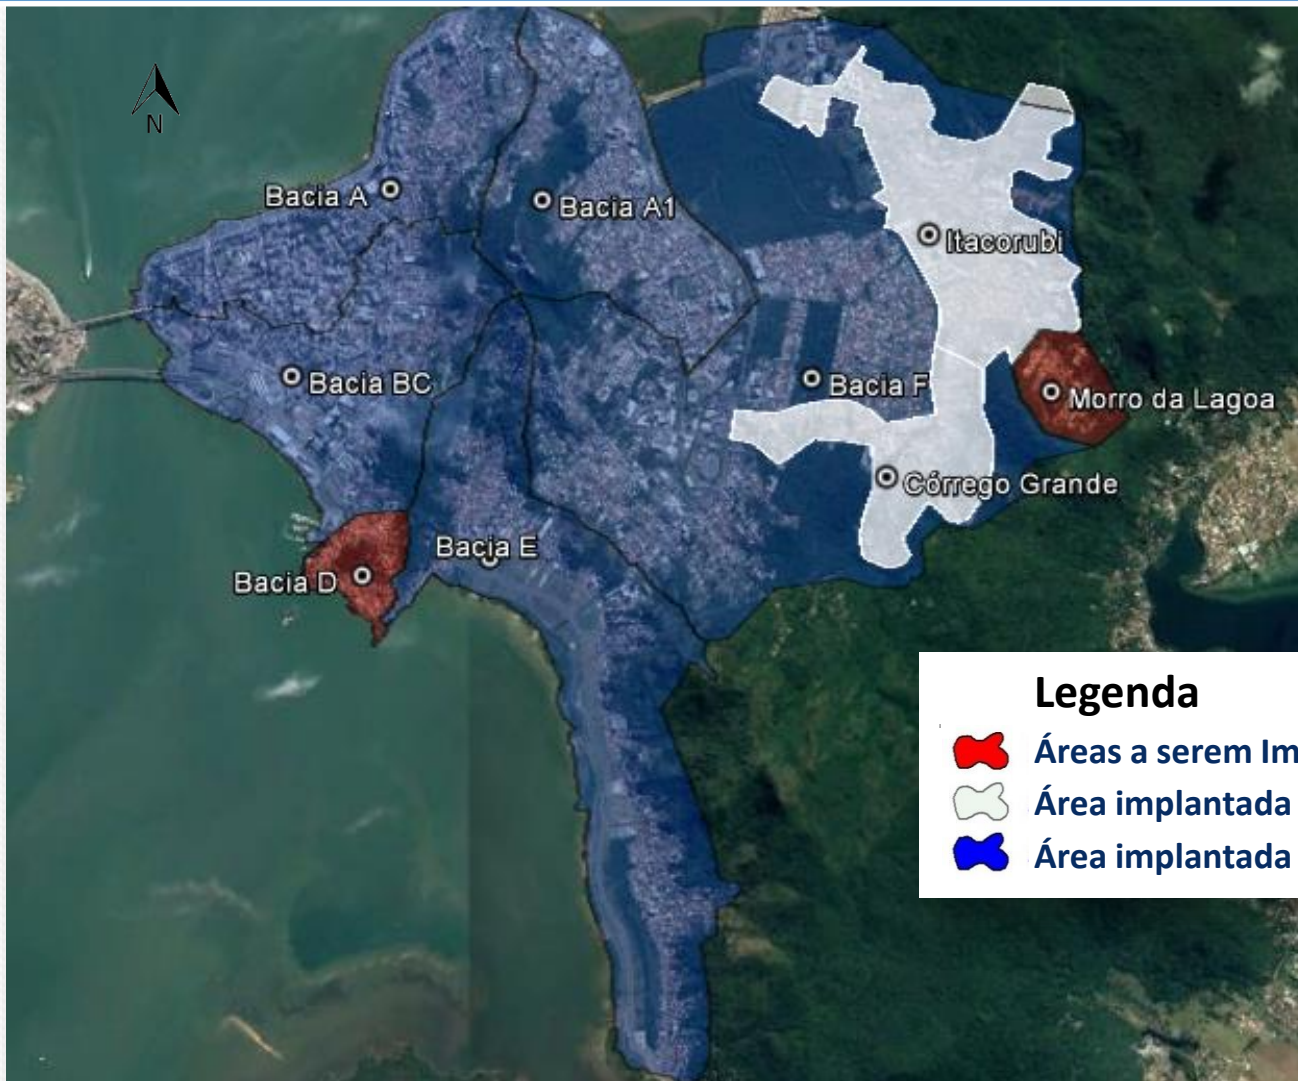 N
Bacia A
Bacia A1
Itacorubi
Bacia BC
Bacia F
Morro da Lagoa
Córrego Grande
Bacia E
Bacia D
Legenda
Áreas a serem Im
Área implantada
Área implantada